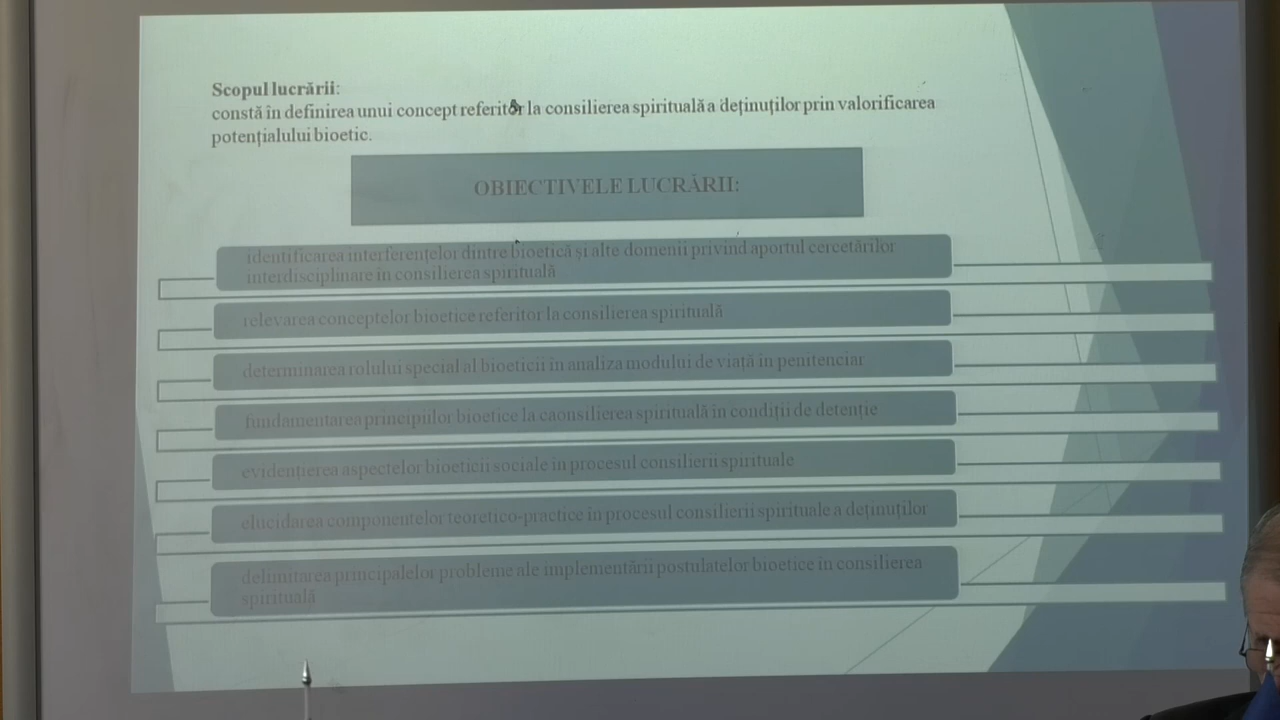 Scopul lucrării:
constă în definirea unui concept referitor la consilierea spirituală a deținuților prin valorificarea
potențialului bioetic.
OBIECTIVELE LUCRĂRII:
identificarea interferențelor dintre bioetică și alte domenii privind aportul cercetărilor
interdisciplinare în consilierea spirituală
relevarea conceptelor bioetice referitor la consilierea spirituală
determinarea rolului special al bioeticii în analiza modului de viață în penitenciar
fundamentarea principiilor bioetice la caonsilierea spirituală în condiții de detenție
evidențierea aspectelor bioeticii sociale în procesul consilierii spirituale
elucidarea componentelor teoretico-practice în procesul consilierii spirituale a deținuților
delimitarea principalelor probleme ale implementării postulatelor bioetice în consilierea
spirituală